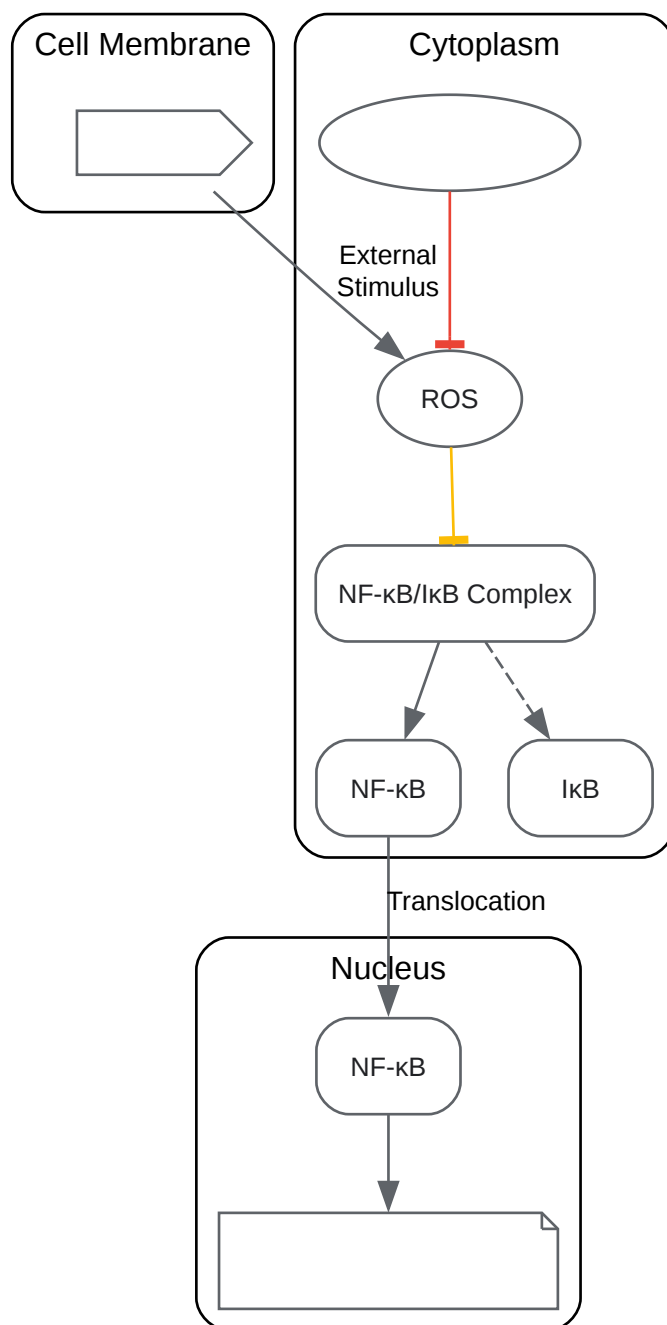 Cell Membrane
Cytoplasm
External
Stimulus
ROS
NF-κB/IκB Complex
NF-κB
IκB
Translocation
Nucleus
NF-κB